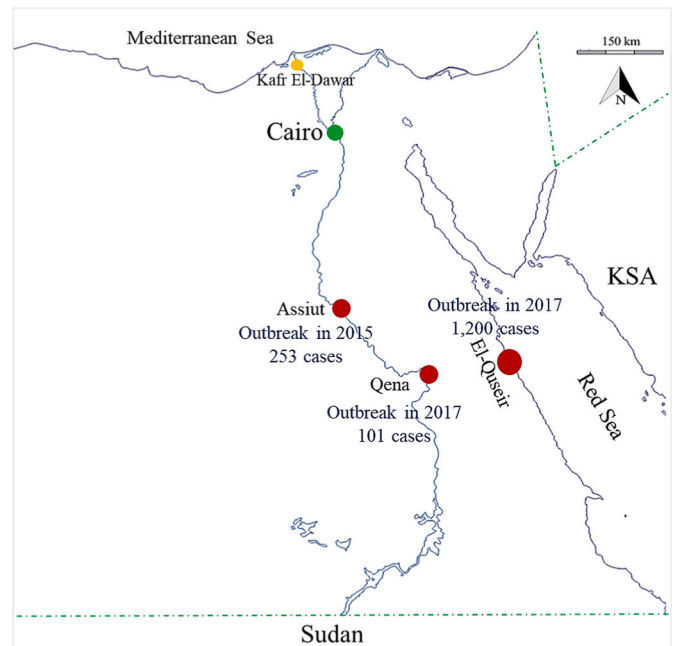 Mediterranean Sea
150 km
Kafr El-Dawar
N
Cairo
KSA
Assiut
Outbreak in 2015
253 cases
Outbreak in 2017
1,200 cases
El-Quseir
Red Sea
Qena
Outbreak in 2017
101 cases
Sudan